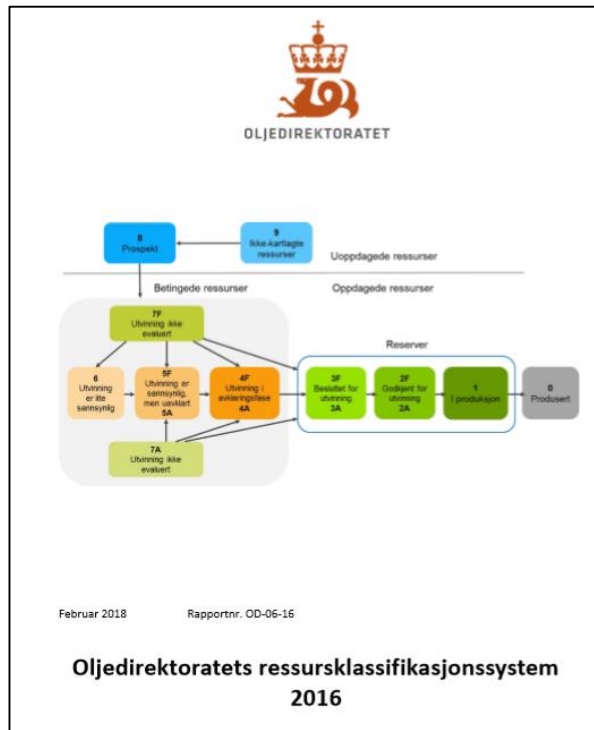 OLJEDIREKTORATET
8
Prospekt
9
Ikke-kartlagte
ressurser
Uoppdagede ressurser
Betingede ressurser
Oppdagede ressurser
7F
Utvinning ikke
evaluert
Reserver
6
Utvinning
er lite
sannsynlig
5F
Utvinning er
sannsynlig,
men uavklart
5A
4F
Utvinning i
avklaringsfase
4A
3F
Besluttet for
utvinning
3A
2F
Godkjent for
utvinning
2A
1
I produksjon
0
Produsert
7A
Utvinning ikke
evaluert
Februar 2018 Rapportnr. OD-06-16
Oljedirektoratets ressursklassifikasjonssystem
2016